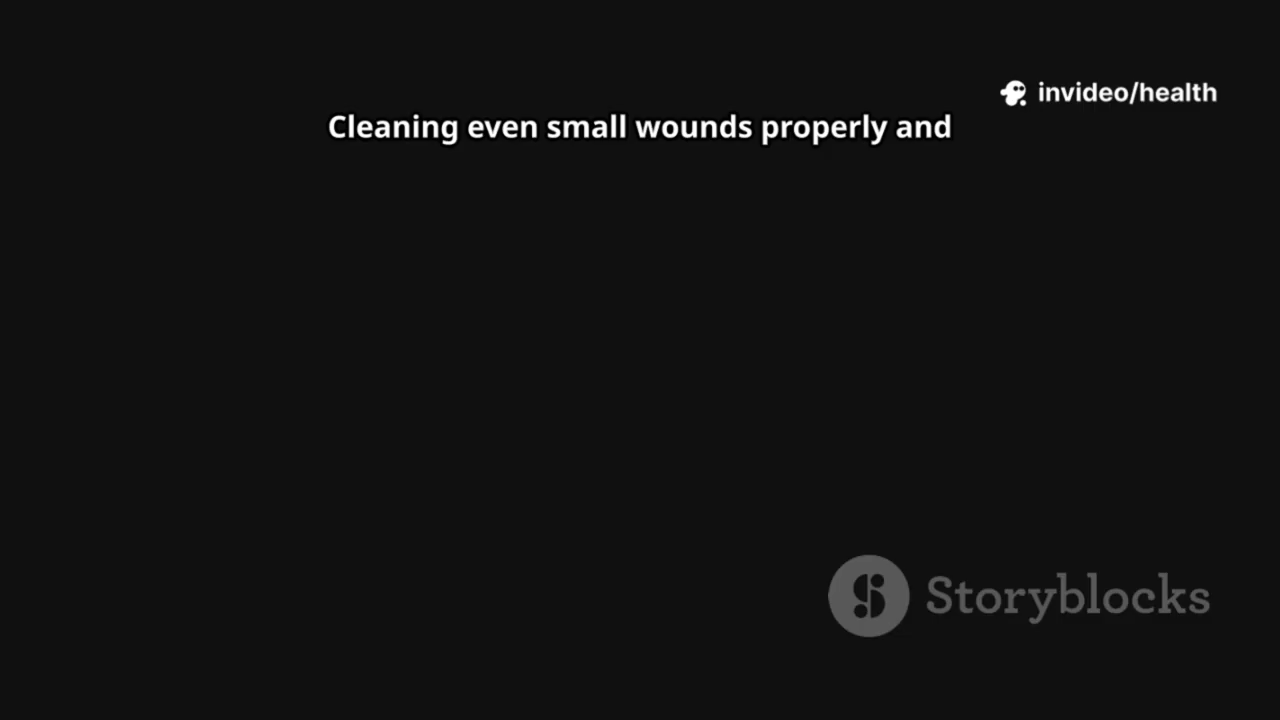 invideo/health
Cleaning even small wounds properly and
Storyblocks